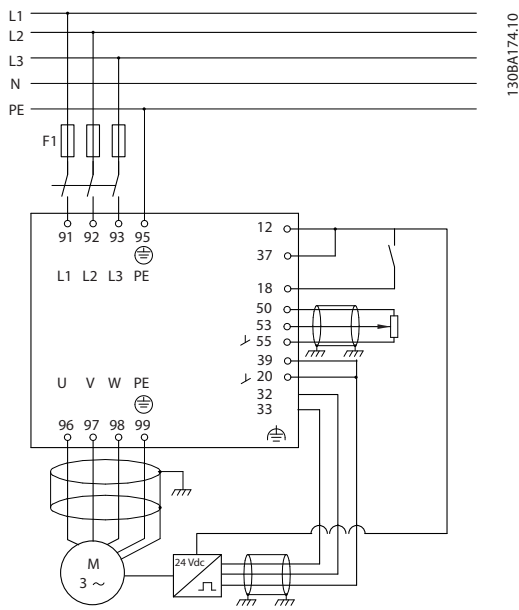 L1
L2
L3
N
PE
130BA174.10
F1
91 92 93 95
L1 L2 L3 PE
12
37
18
50
53
55
39
20
32
33
U V W PE
96 97 98 99
M
3 ~
24 Vdc